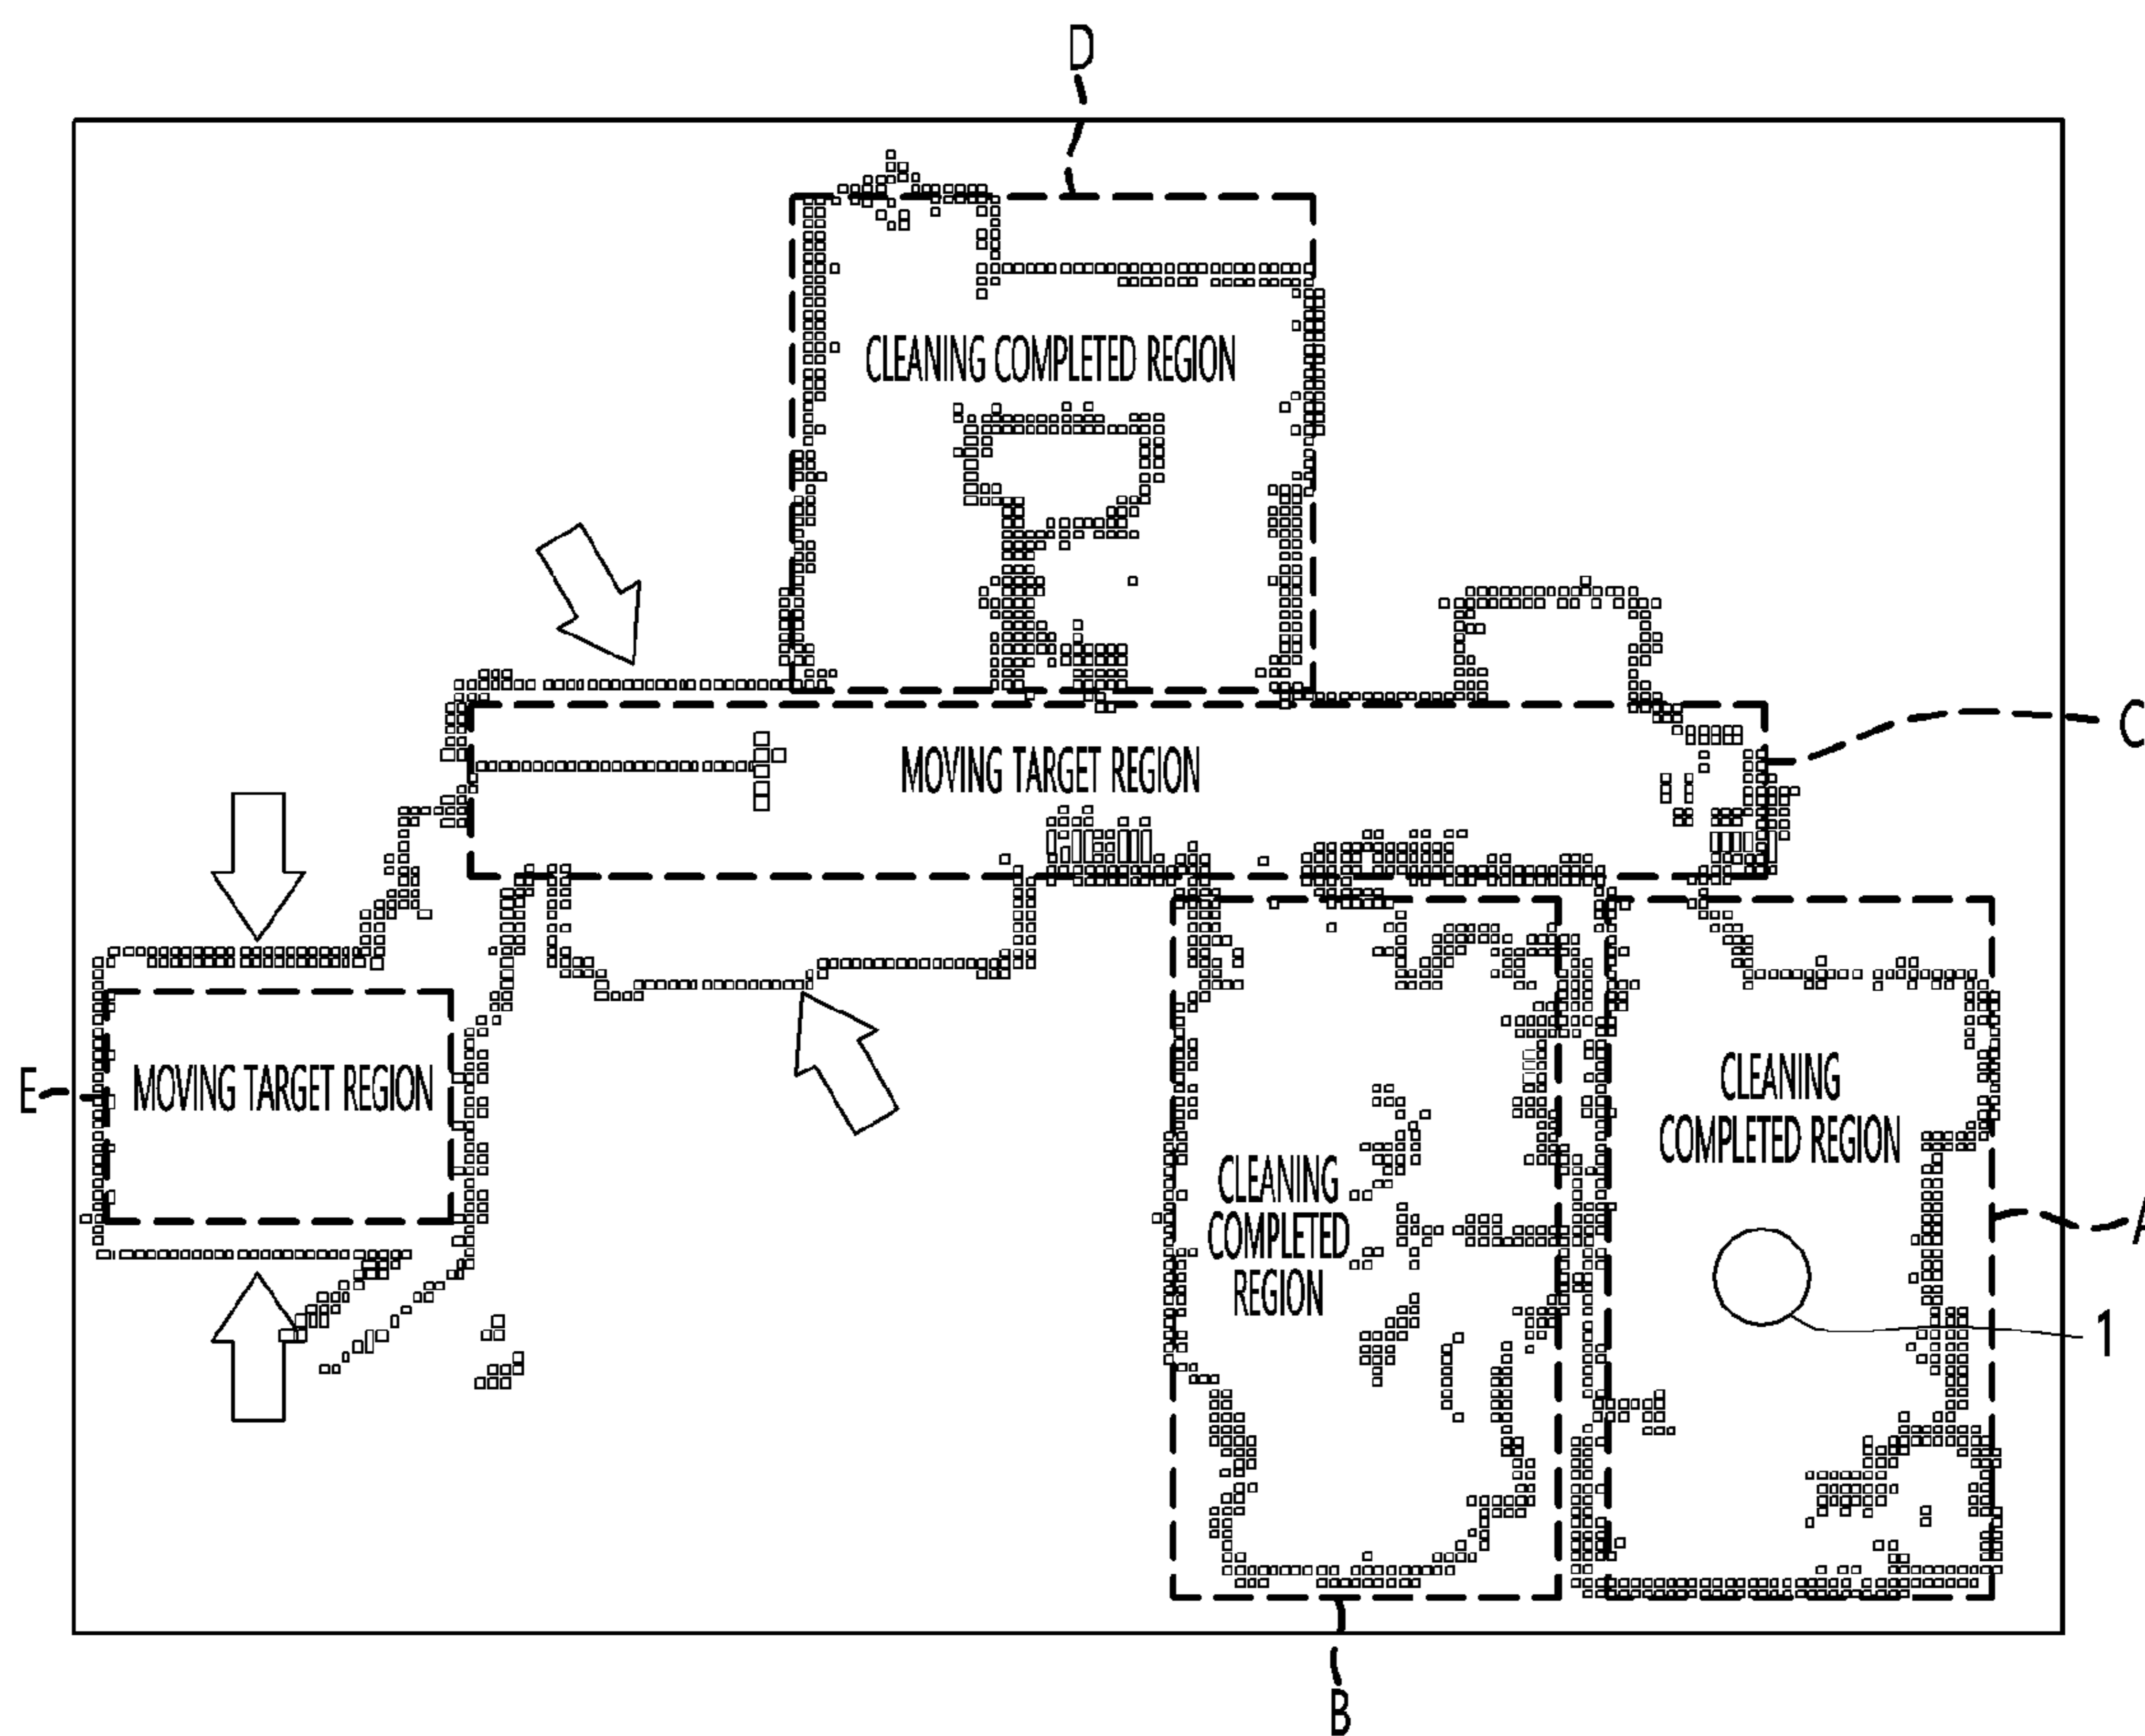 D
CLEANING COMPLETED REGION
MOVING TARGET REGION
C
E
MOVING TARGET REGION
CLEANING
COMPLETED REGION
A
CLEANING
COMPLETED
REGION
1
B